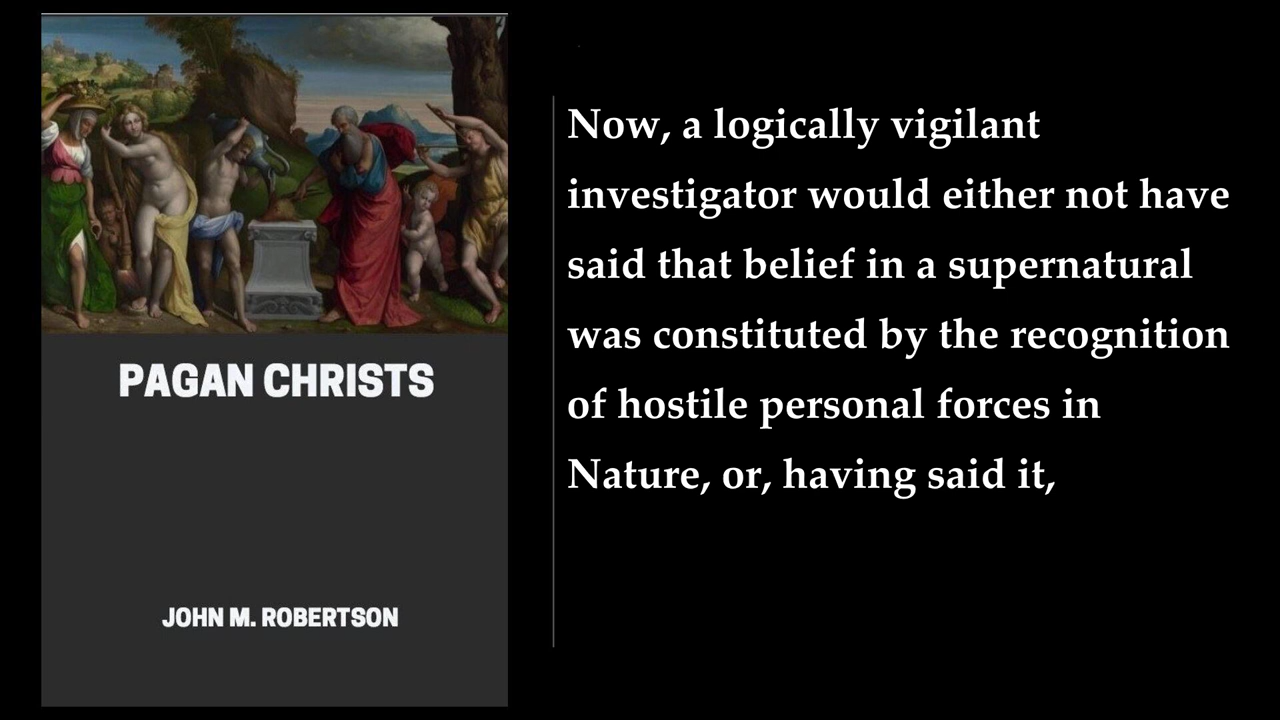 PAGAN CHRISTS
JOHN M. ROBERTSON
Now, a logically vigilant
investigator would either not have
said that belief in a supernatural
was constituted by the recognition
of hostile personal forces in
Nature, or, having said it,